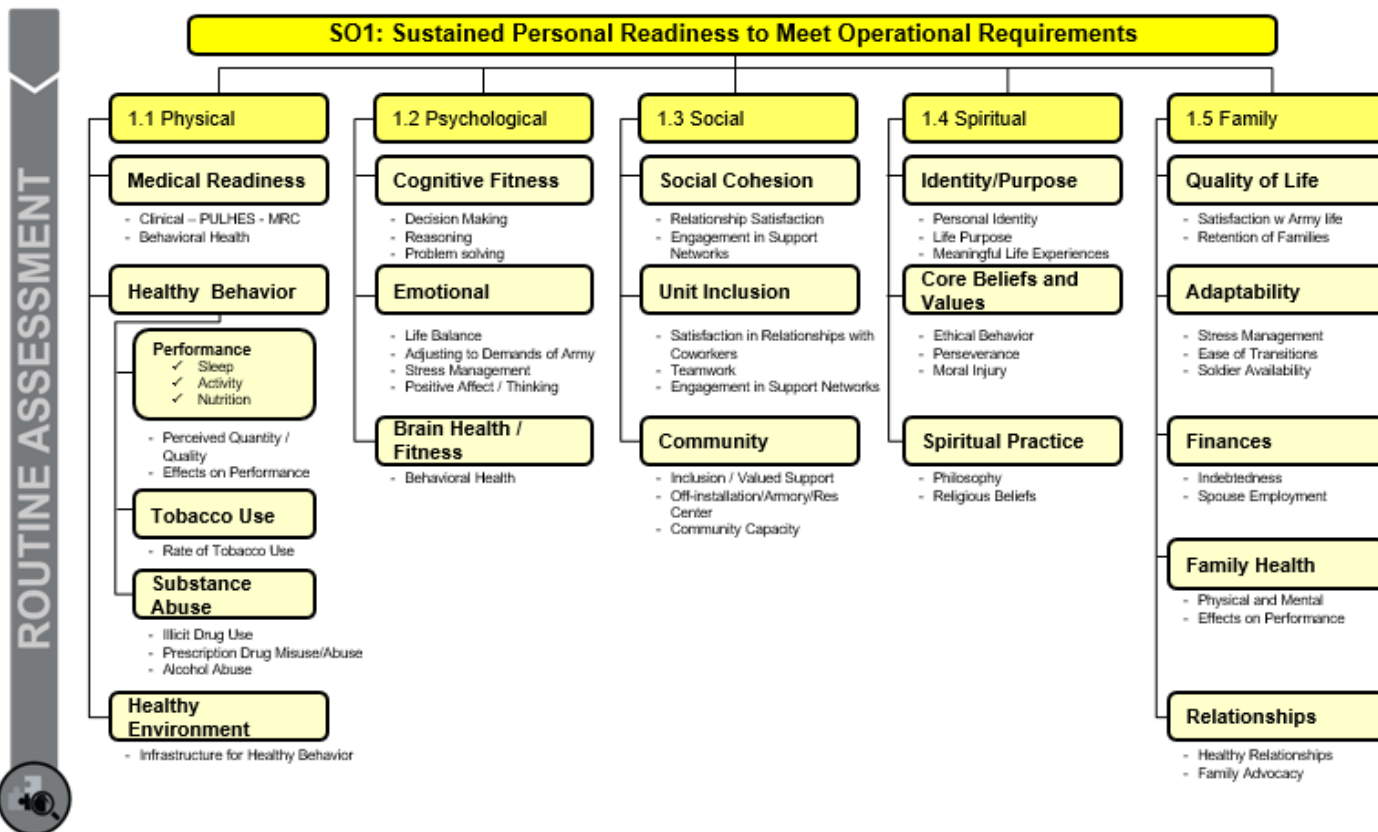 SO1: Sustained Personal Readiness to Meet Operational Requirements
ROUTINE ASSESSMENT
1.1 Physical
Medical Readiness
- Clinical – PULHES - MRC
- Behavioral Health
Healthy Behavior
Performance
✓ Sleep
✓ Activity
✓ Nutrition
- Perceived Quantity /
Quality
- Effects on Performance
Tobacco Use
- Rate of Tobacco Use
Substance
Abuse
- Illicit Drug Use
- Prescription Drug Misuse/Abuse
- Alcohol Abuse
Healthy
Environment
- Infrastructure for Healthy Behavior
1.2 Psychological
Cognitive Fitness
- Decision Making
- Reasoning
- Problem solving
Emotional
- Life Balance
- Adjusting to Demands of Army
- Stress Management
- Positive Affect / Thinking
Brain Health /
Fitness
- Behavioral Health
1.3 Social
Social Cohesion
- Relationship Satisfaction
- Engagement in Support
Networks
Unit Inclusion
- Satisfaction in Relationships with
Coworkers
- Teamwork
- Engagement in Support Networks
Community
- Inclusion / Valued Support
- Off-installation/Armory/Res
Center
- Community Capacity
1.4 Spiritual
Identity/Purpose
- Personal Identity
- Life Purpose
- Meaningful Life Experiences
Core Beliefs and
Values
- Ethical Behavior
- Perseverance
- Moral Injury
Spiritual Practice
- Philosophy
- Religious Beliefs
1.5 Family
Quality of Life
- Satisfaction w Army life
- Retention of Families
Adaptability
- Stress Management
- Ease of Transitions
- Soldier Availability
Finances
- Indebtedness
- Spouse Employment
Family Health
- Physical and Mental
- Effects on Performance
Relationships
- Healthy Relationships
- Family Advocacy